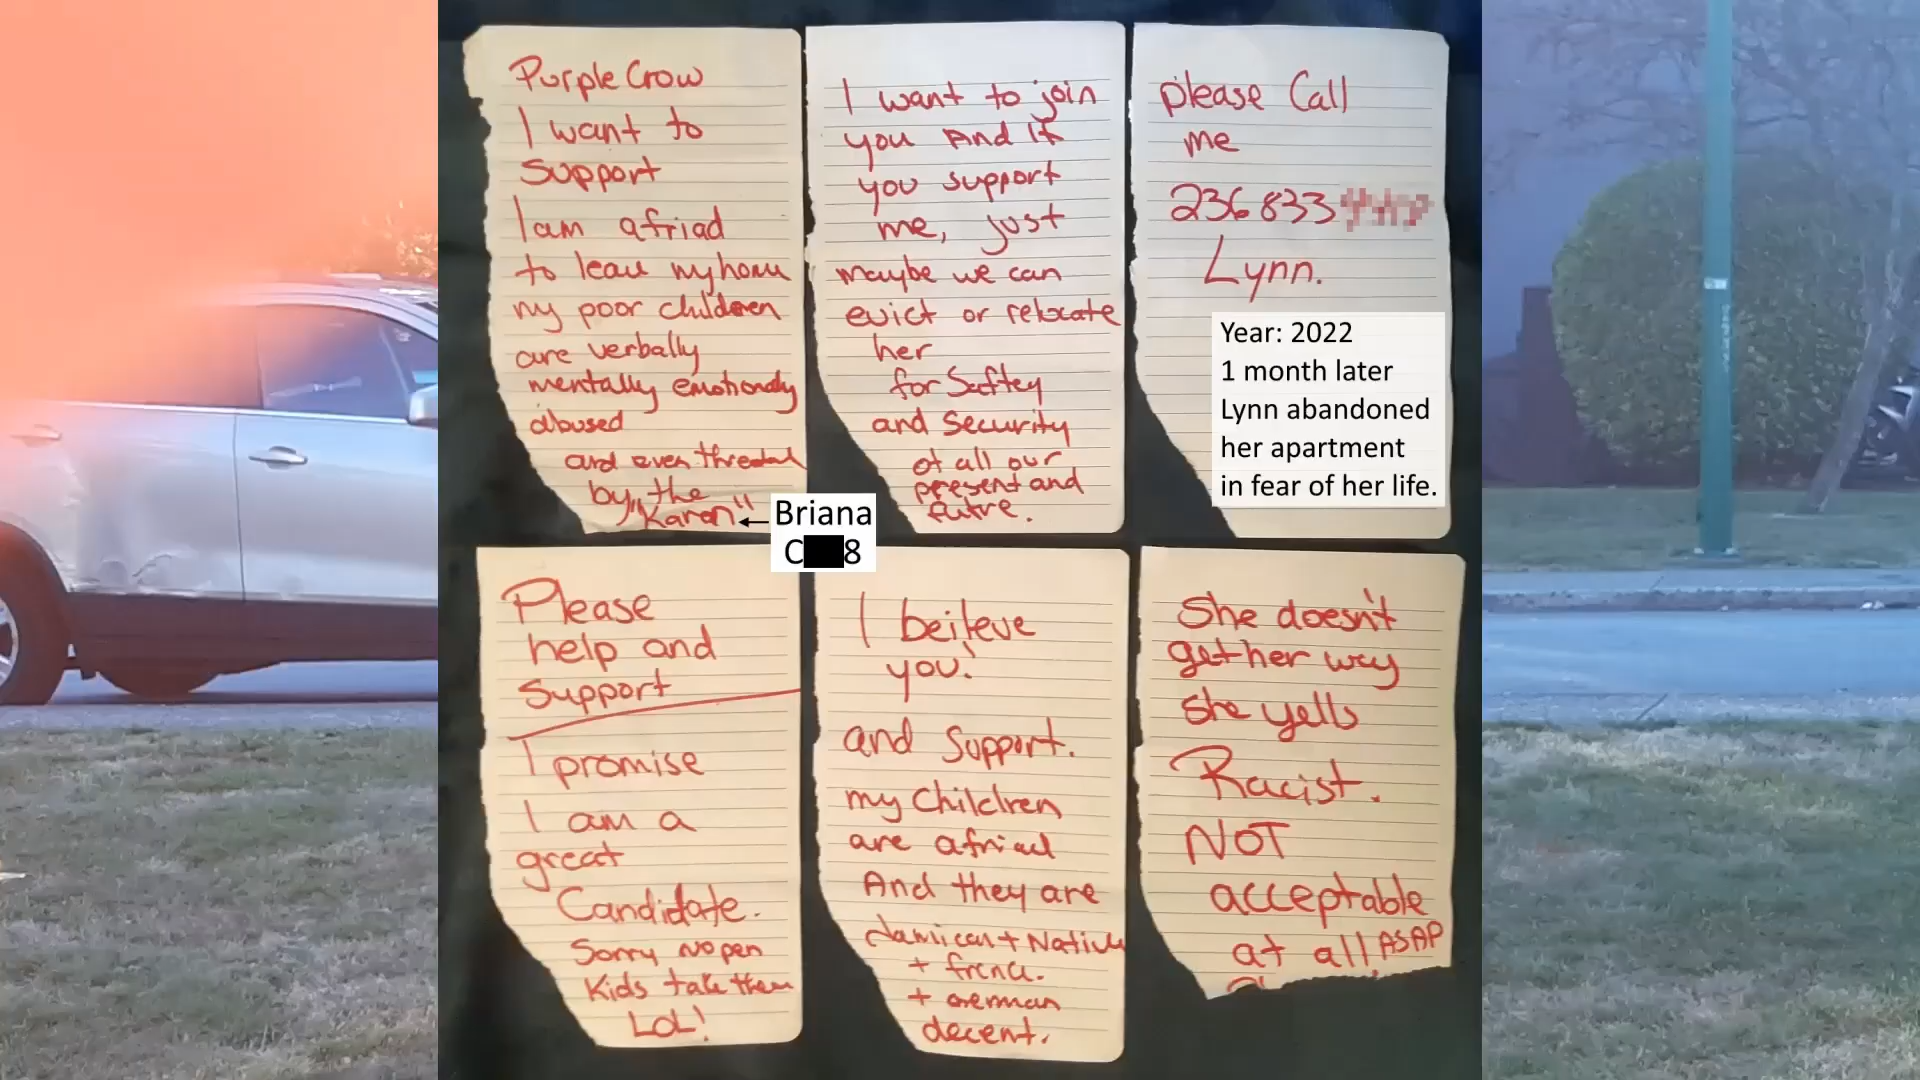 Purple Crow
I want to
Support
I am afriad
to leave my home
my poor children
are verbally
mentally emotionaly
abused
and even
by "the
Karen"
Briana
C 8
I want to join
you And If
you support
me, just
maybe we can
evict or relocate
her
for Saftey
and Security
of all our
present and
futre.
please Call
me
236 833
Lynn.
Year: 2022
1 month later
Lynn abandoned
her apartment
in fear of her life.
Please
help and
Support
I promise
I am a
great
Candidate.
Sorry no pen
Kids take them
LOL!
I beileve
you!
and Support.
my Children
are afriad
And they are
Jamican + Native
+ frenc.
+ German
decent.
She doesn't
get her way
she yells
Racist.
NOT
acceptable
at all ASAP